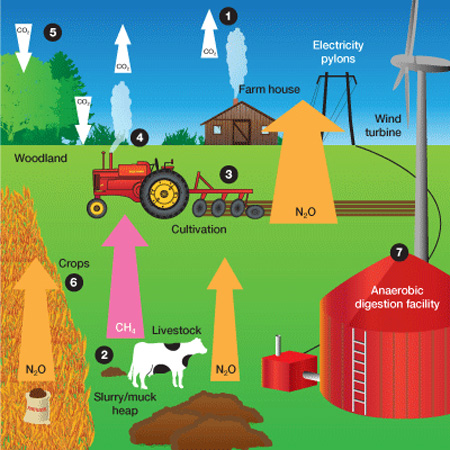 1
CO₂
5
CO₂
CO₂
Electricity
pylons
Farm house
CO₂
Wind
turbine
4
Woodland
3
N₂O
Cultivation
7
Crops
6
Anaerobic
digestion facility
CH₄
Livestock
2
N₂O
N₂O
Slurry/muck
heap